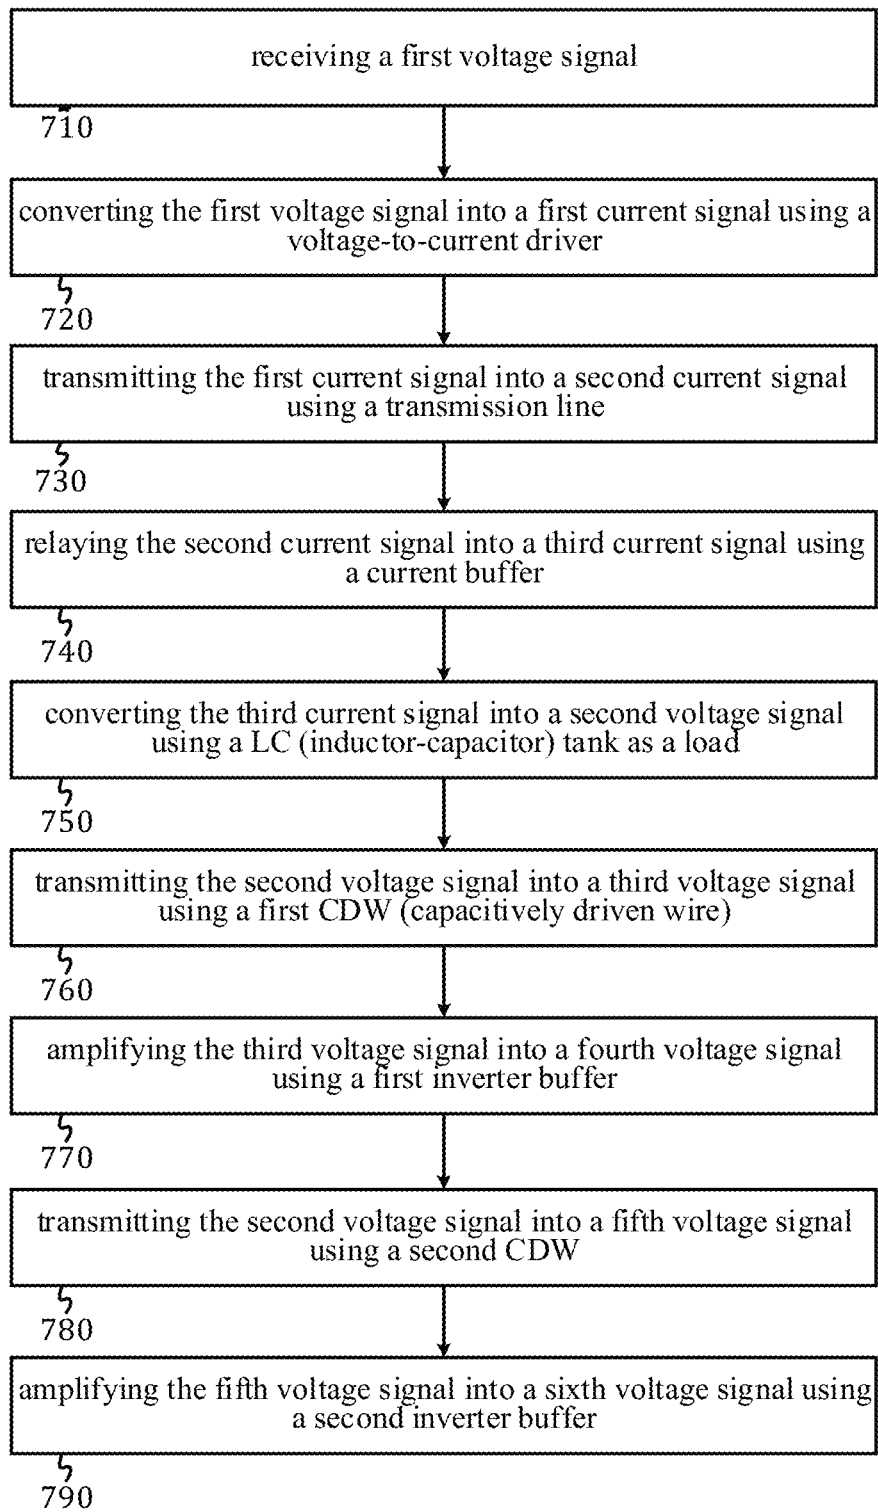 receiving a first voltage signal
710
converting the first voltage signal into a first current signal using a
voltage-to-current driver
720
transmitting the first current signal into a second current signal
using a transmission line
730
relaying the second current signal into a third current signal using
a current buffer
740
converting the third current signal into a second voltage signal
using a LC (inductor-capacitor) tank as a load
750
transmitting the second voltage signal into a third voltage signal
using a first CDW (capacitively driven wire)
760
amplifying the third voltage signal into a fourth voltage signal
using a first inverter buffer
770
transmitting the second voltage signal into a fifth voltage signal
using a second CDW
780
amplifying the fifth voltage signal into a sixth voltage signal using
a second inverter buffer
790